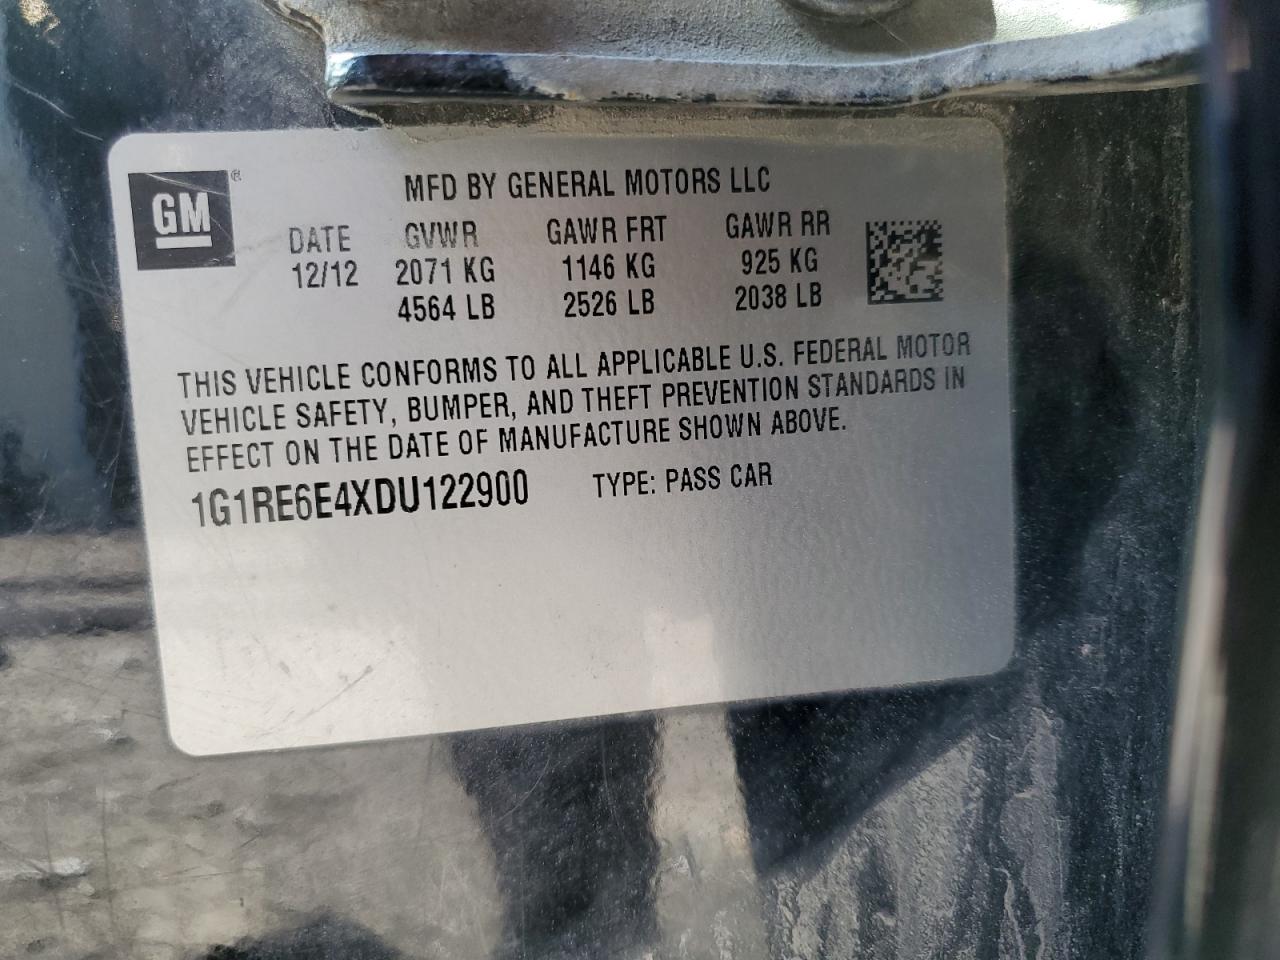 GM®
MFD BY GENERAL MOTORS LLC
DATE GVWR GAWR FRT GAWR RR
12/12 2071 KG 1146 KG 925 KG
4564 LB 2526 LB 2038 LB
THIS VEHICLE CONFORMS TO ALL APPLICABLE U.S. FEDERAL MOTOR
VEHICLE SAFETY, BUMPER, AND THEFT PREVENTION STANDARDS IN
EFFECT ON THE DATE OF MANUFACTURE SHOWN ABOVE.
1G1RE6E4XDU122900 TYPE: PASS CAR